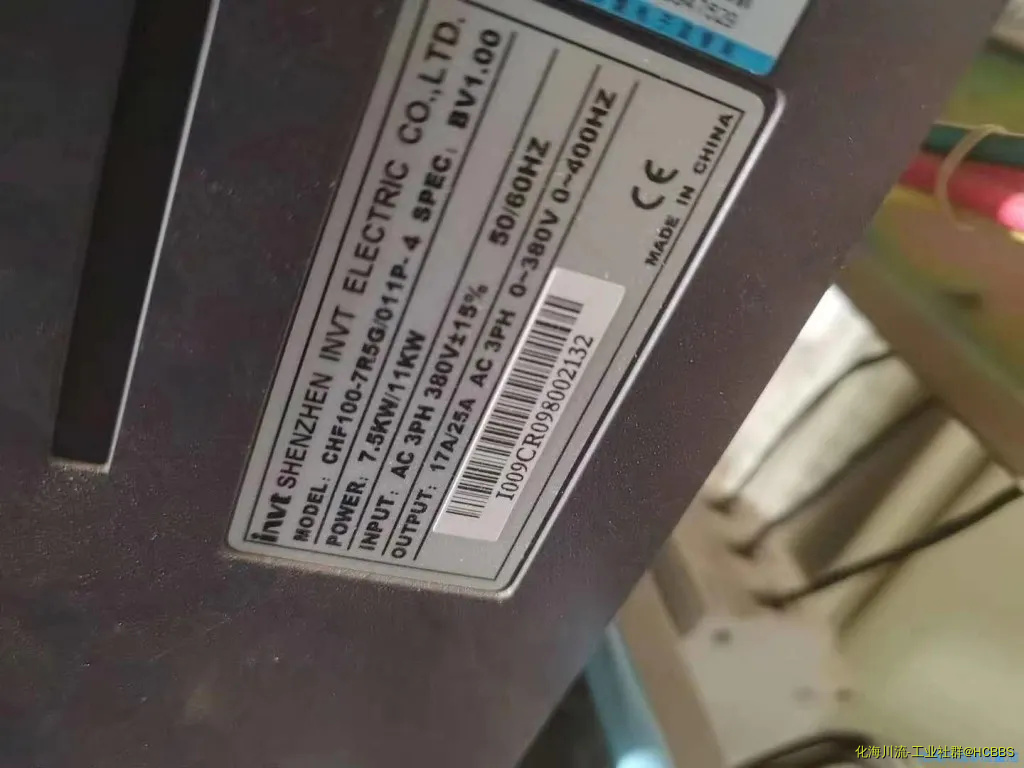 invt SHENZHEN INVT ELECTRIC CO.,LTD.
MODEL: CHF100-7R5G/011P-4 SPEC: BV1.00
POWER: 7.5KW/11KW
INPUT: AC 3PH 380V±15% 50/60HZ
OUTPUT: 17A/25A AC 3PH 0~380V 0~400HZ
I009CR098002132
CE
MADE IN CHINA
化海川流-工业社群@HCBBS